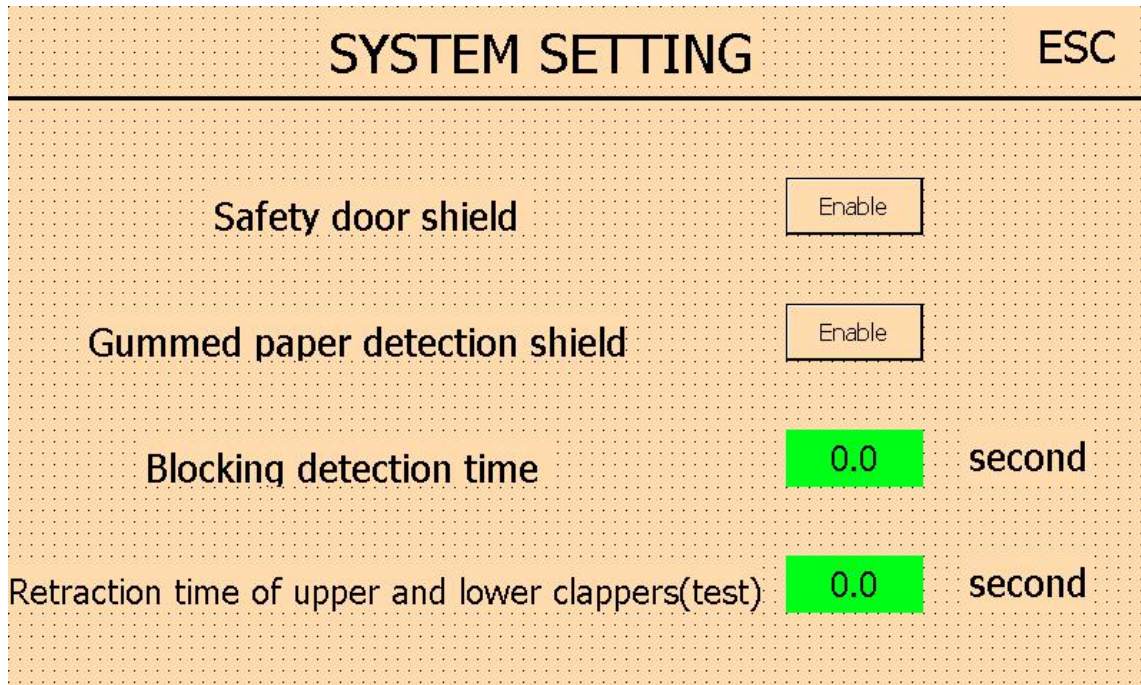 SYSTEM SETTING ESC
Safety door shield Enable
Gummed paper detection shield Enable
Blocking detection time 0.0 second
Retraction time of upper and lower clappers(test) 0.0 second